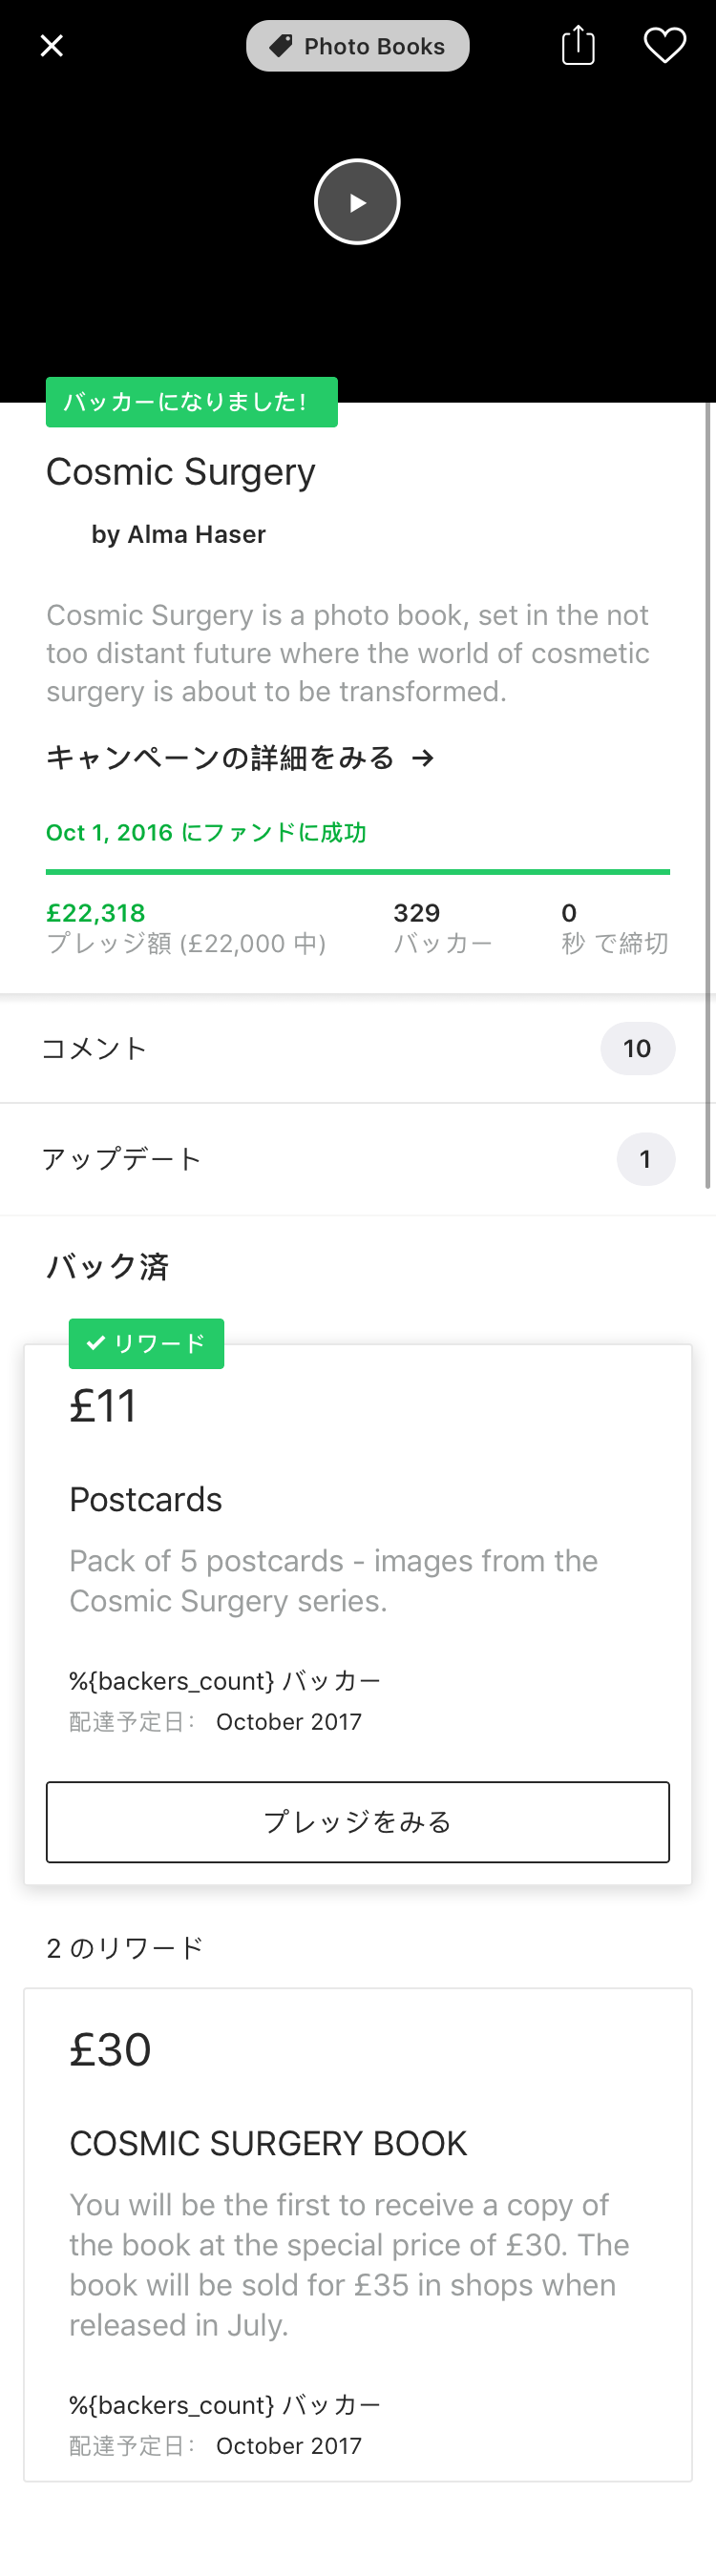 Photo Books
バッカーになりました!
Cosmic Surgery
by Alma Haser
Cosmic Surgery is a photo book, set in the not
too distant future where the world of cosmetic
surgery is about to be transformed.
キャンペーンの詳細をみる →
Oct 1, 2016 にファンドに成功
£22,318 329 0
プレッジ額 (£22,000 中) バッカー 秒 で締切
コメント 10
アップデート 1
バック済
✔ リワード
£11
Postcards
Pack of 5 postcards - images from the
Cosmic Surgery series.
%{backers_count} バッカー
配達予定日： October 2017
プレッジをみる
2 のリワード
£30
COSMIC SURGERY BOOK
You will be the first to receive a copy of
the book at the special price of £30. The
book will be sold for £35 in shops when
released in July.
%{backers_count} バッカー
配達予定日： October 2017